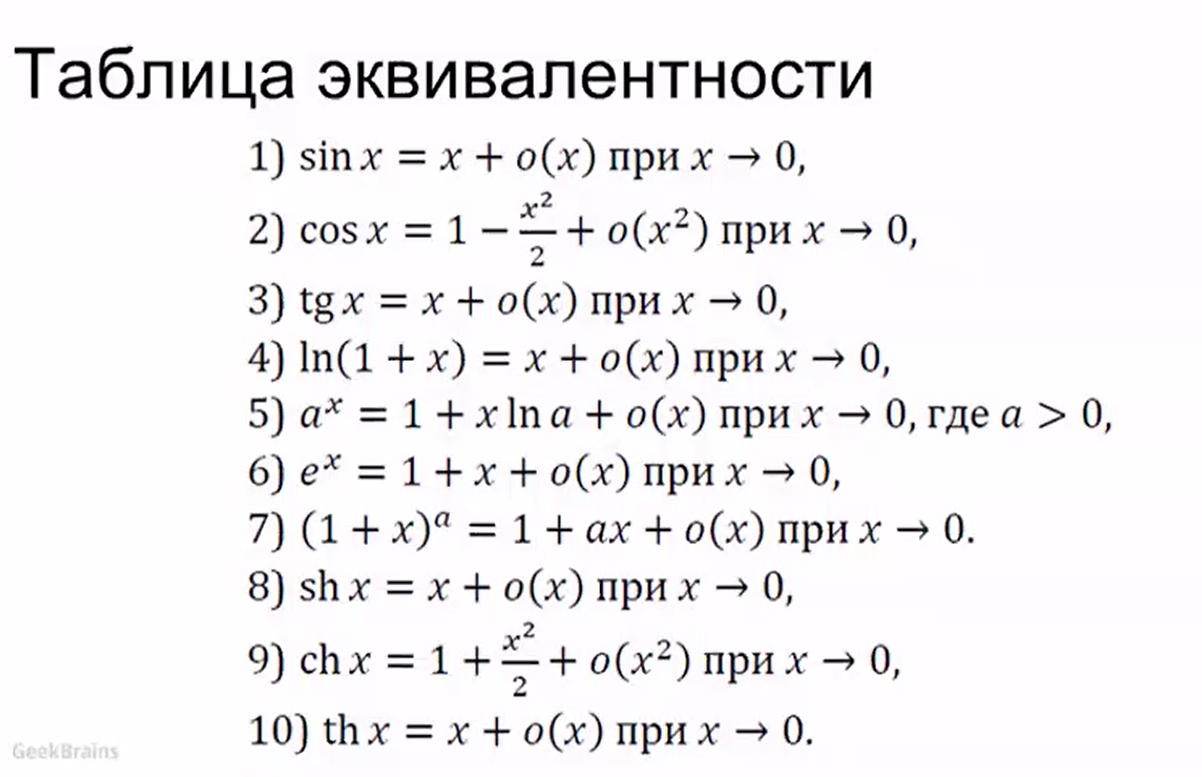 Таблица эквивалентности
1) sin x = x + o(x) при x → 0,
2) cos x = 1 − x²/2 + o(x²) при x → 0,
3) tg x = x + o(x) при x → 0,
4) ln(1 + x) = x + o(x) при x → 0,
5) aˣ = 1 + x ln a + o(x) при x → 0, где a > 0,
6) eˣ = 1 + x + o(x) при x → 0,
7) (1 + x)ᵃ = 1 + ax + o(x) при x → 0.
8) sh x = x + o(x) при x → 0,
9) ch x = 1 + x²/2 + o(x²) при x → 0,
10) th x = x + o(x) при x → 0.
GeekBrains